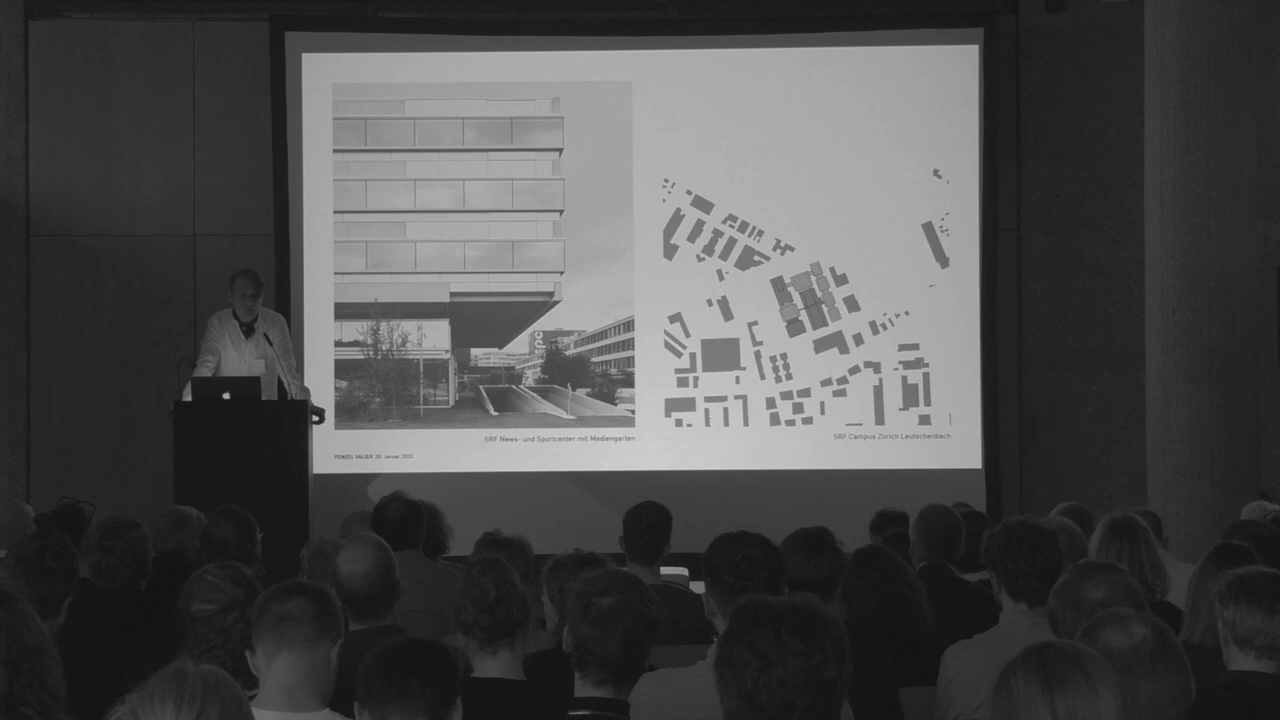 SRF News- und Sportcenter mit Mediengarten
SRF Campus Zürich Leutschenbach
PENZEL VALIER 30. Januar 2020